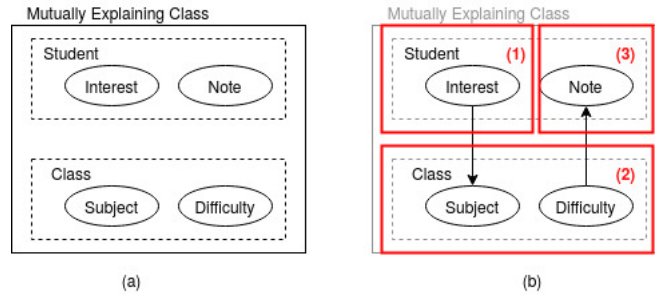 Mutually Explaining Class
Student
Interest
Note
Class
Subject
Difficulty
(a)
Mutually Explaining Class
Student
(1)
(3)
Interest
Note
Class
(2)
Subject
Difficulty
(b)